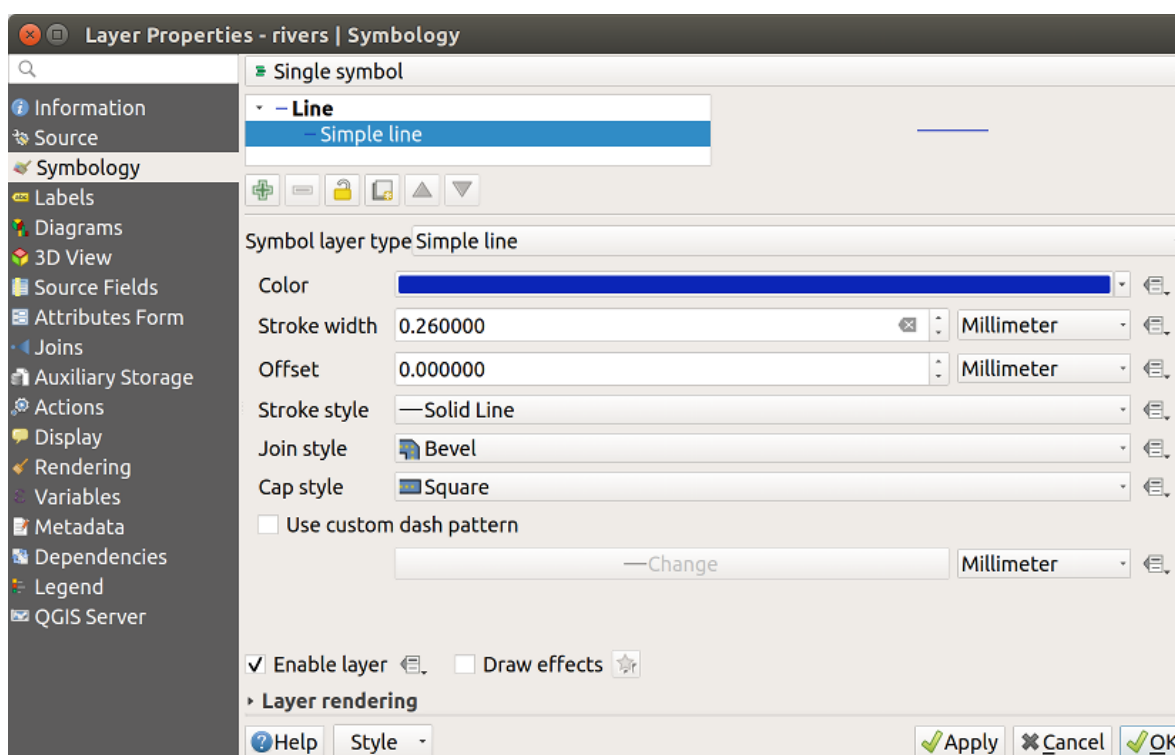 Layer Properties - rivers | Symbology
Information
Source
Symbology
Labels
Diagrams
3D View
Source Fields
Attributes Form
Joins
Auxiliary Storage
Actions
Display
Rendering
Variables
Metadata
Dependencies
Legend
QGIS Server
Single symbol
Line
Simple line
Symbol layer type Simple line
Color
Stroke width 0.260000 Millimeter
Offset 0.000000 Millimeter
Stroke style Solid Line
Join style Bevel
Cap style Square
Use custom dash pattern
Change Millimeter
Enable layer Draw effects
Layer rendering
Help Style Apply Cancel OK